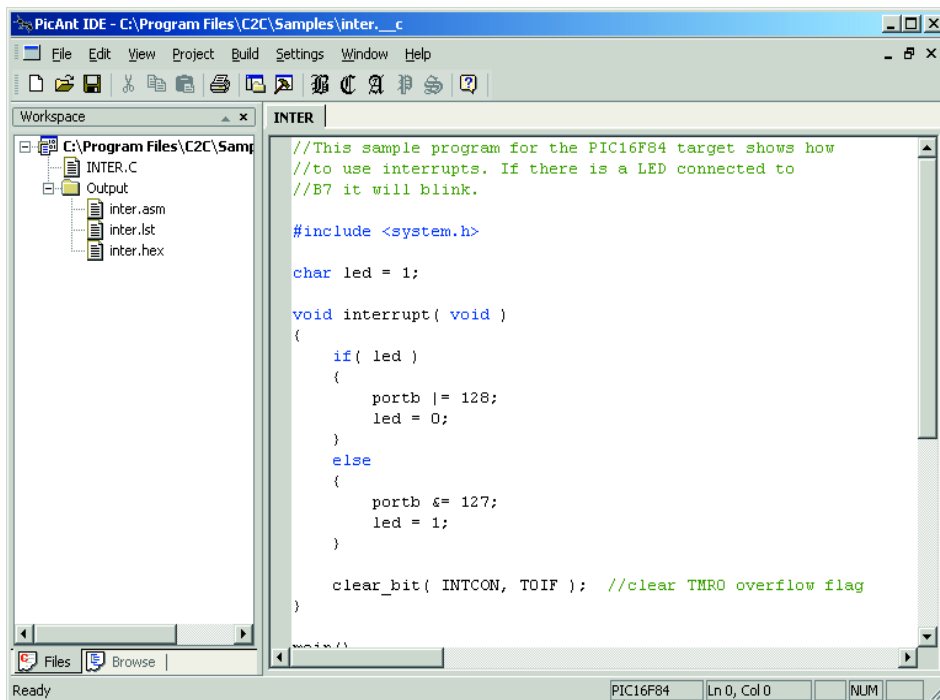 PicAnt IDE - C:\Program Files\C2C\Samples\inter.__c
File Edit View Project Build Settings Window Help
B C A P S
Workspace
INTER
C:\Program Files\C2C\Samp
INTER.C
Output
inter.asm
inter.lst
inter.hex
//This sample program for the PIC16F84 target shows how
//to use interrupts. If there is a LED connected to
//B7 it will blink.
#include <system.h>
char led = 1;
void interrupt( void )
{
if( led )
{
portb |= 128;
led = 0;
}
else
{
portb &= 127;
led = 1;
}
clear_bit( INTCON, T0IF ); //clear TMR0 overflow flag
}
main()
Files Browse
Ready PIC16F84 Ln 0, Col 0 NUM